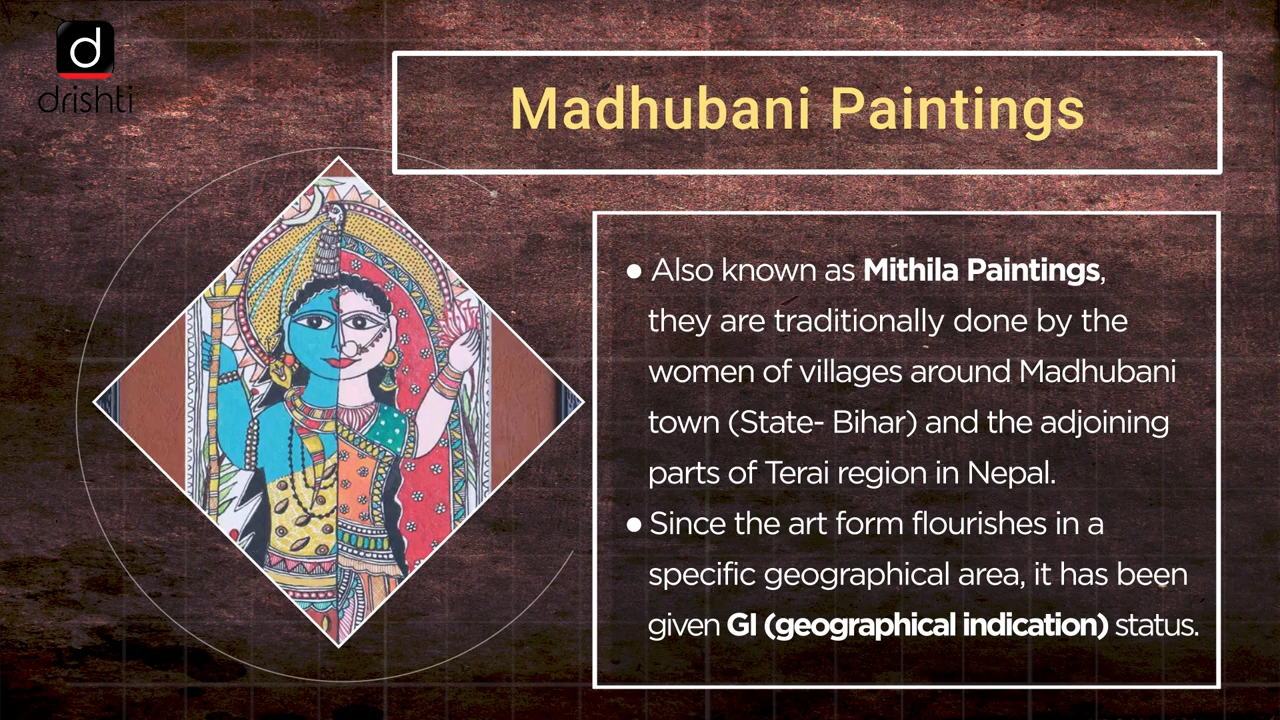 d
drishti
Madhubani Paintings
● Also known as Mithila Paintings,
they are traditionally done by the
women of villages around Madhubani
town (State- Bihar) and the adjoining
parts of Terai region in Nepal.
● Since the art form flourishes in a
specific geographical area, it has been
given GI (geographical indication) status.